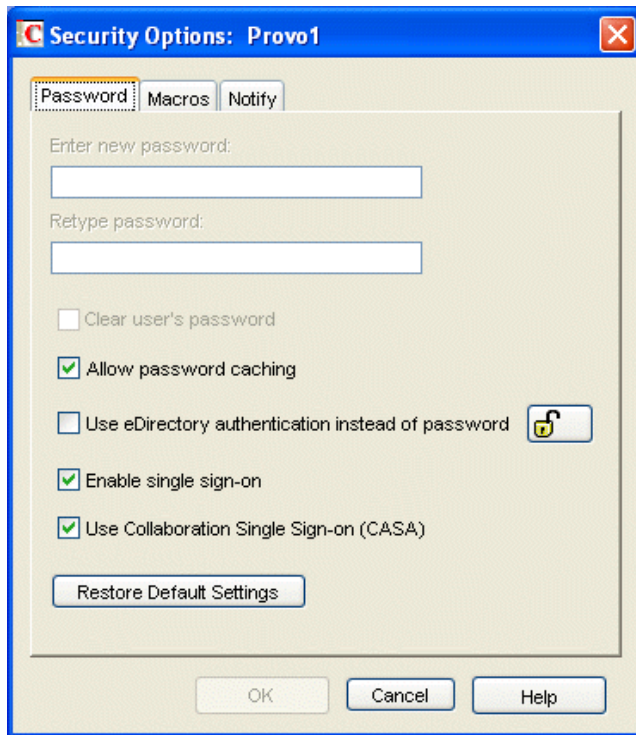 C Security Options: Provo1
Password Macros Notify
Enter new password:
Retype password:
Clear user's password
Allow password caching
Use eDirectory authentication instead of password
Enable single sign-on
Use Collaboration Single Sign-on (CASA)
Restore Default Settings
OK Cancel Help